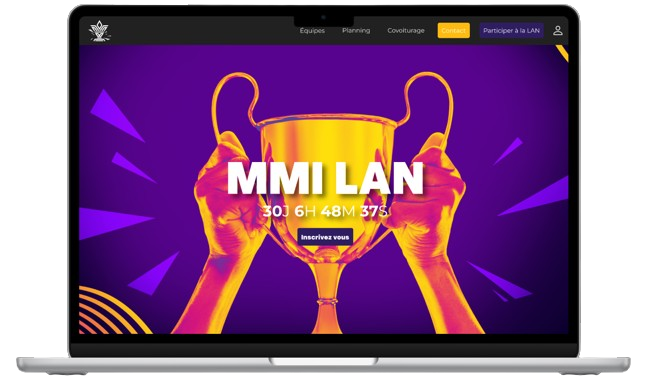 Équipes Planning Covoiturage Contact Participer à la LAN
MMI LAN
30J 6H 48M 37S
Inscrivez vous